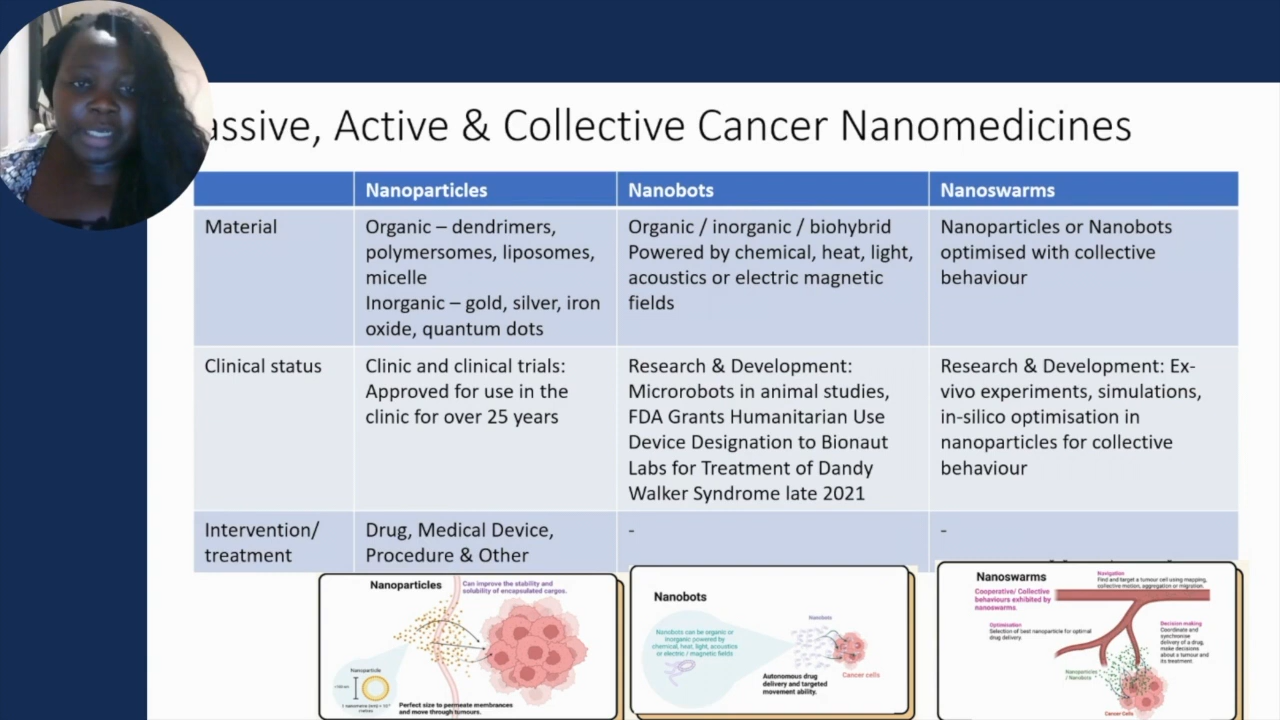 assive, Active & Collective Cancer Nanomedicines
Nanoparticles
Nanobots
Nanoswarms
Material
Organic – dendrimers,
polymersomes, liposomes,
micelle
Inorganic – gold, silver, iron
oxide, quantum dots
Organic / inorganic / biohybrid
Powered by chemical, heat, light,
acoustics or electric magnetic
fields
Nanoparticles or Nanobots
optimised with collective
behaviour
Clinical status
Clinic and clinical trials:
Approved for use in the
clinic for over 25 years
Research & Development:
Microrobots in animal studies,
FDA Grants Humanitarian Use
Device Designation to Bionaut
Labs for Treatment of Dandy
Walker Syndrome late 2021
Research & Development: Ex-
vivo experiments, simulations,
in-silico optimisation in
nanoparticles for collective
behaviour
Intervention/
treatment
Drug, Medical Device,
Procedure & Other
-
-
Nanoparticles
Can improve the stability and
solubility of encapsulated cargos.
Nanoparticle
Perfect size to permeate membrances
and move through tumours.
Nanobots
Nanobots can be organic or
inorganic powered by
chemical, heat, light, acoustics
or electric / magnetic fields
Nanobots
Cancer cells
Autonomous drug
delivery and targeted
movement ability.
Nanoswarms
Cooperative/ Collective
behaviours exhibited by
nanoswarms.
Navigation
Find and target a tumour cell using mapping,
collective motion, aggregation or migration.
Optimisation
Selection of best nanoparticle for optimal
drug delivery
Decision making
Coordinate and
synchronise
delivery of a drug,
make decisions
about a tumour and
its treatment.
Nanoparticles
/ Nanobots
Cancer Cells